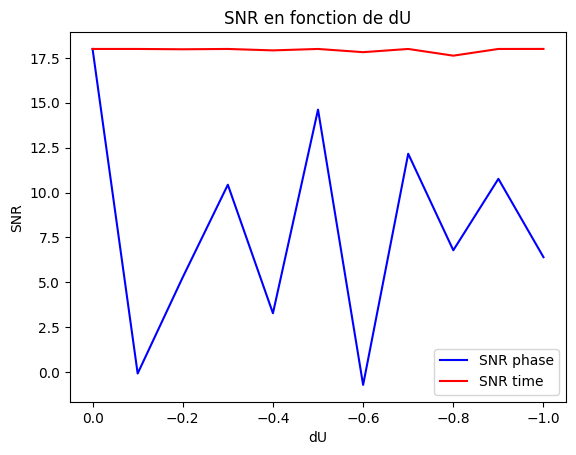 SNR en fonction de dU
17.5
15.0
12.5
10.0
7.5
5.0
2.5
0.0
SNR
SNR phase
SNR time
0.0 −0.2 −0.4 −0.6 −0.8 −1.0
dU